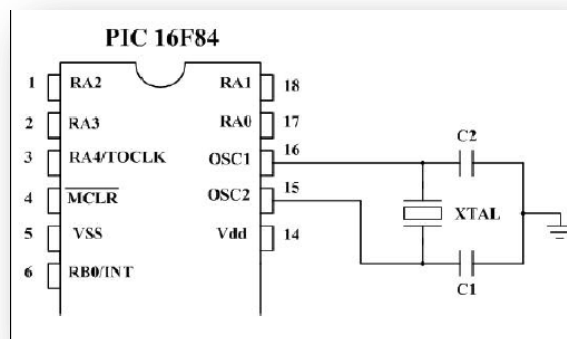 PIC 16F84
1 RA2 RA1 18
2 RA3 RA0 17
3 RA4/TOCLK OSC1 16
4 MCLR OSC2 15
5 VSS Vdd 14
6 RB0/INT
C2
XTAL
C1